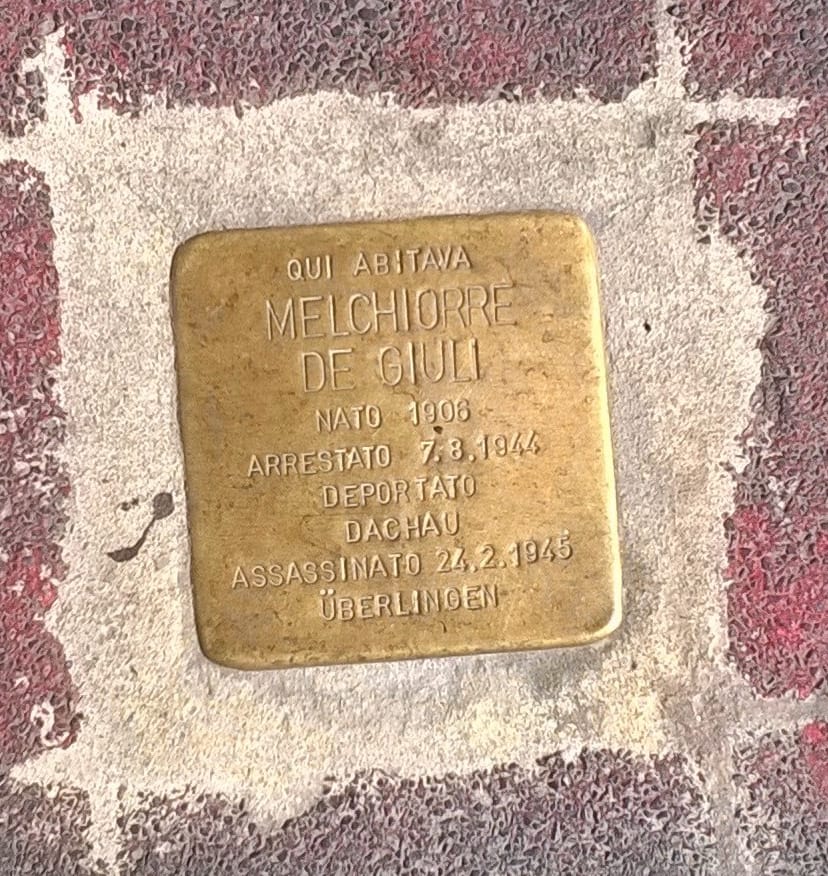 QUI ABITAVA
MELCHIORRE
DE GIULI
NATO 1906
ARRESTATO 7.8.1944
DEPORTATO
DACHAU
ASSASSINATO 24.2.1945
ÜBERLINGEN